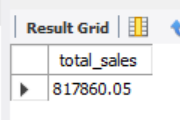 Result Grid
total_sales
817860.05